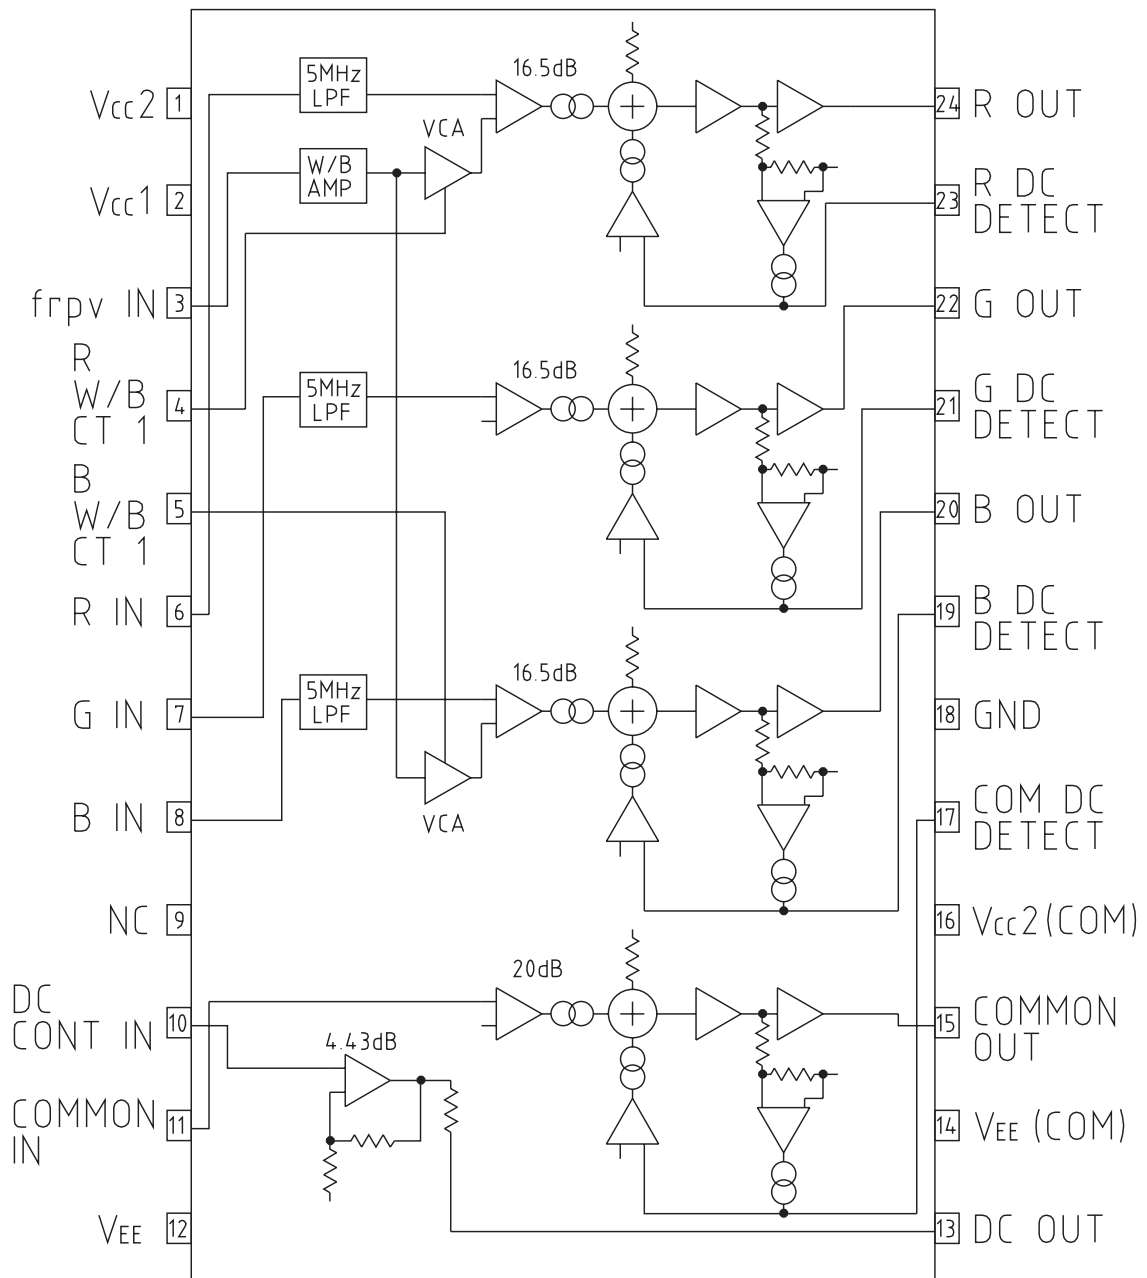 Vcc2 1
Vcc1 2
frpv IN 3
R
W/B 4
CT 1
B
W/B 5
CT 1
R IN 6
G IN 7
B IN 8
NC 9
DC
CONT IN 10
COMMON 11
IN
VEE 12
5MHz
LPF
W/B
AMP
VCA
16.5dB
5MHz
LPF
16.5dB
5MHz
LPF
16.5dB
VCA
20dB
4.43dB
24 R OUT
23 R DC
DETECT
22 G OUT
21 G DC
DETECT
20 B OUT
19 B DC
DETECT
18 GND
17 COM DC
DETECT
16 Vcc2(COM)
15 COMMON
OUT
14 VEE (COM)
13 DC OUT